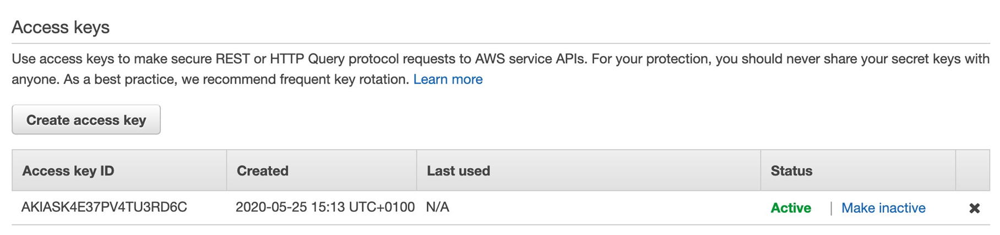 Access keys
Use access keys to make secure REST or HTTP Query protocol requests to AWS service APIs. For your protection, you should never share your secret keys with
anyone. As a best practice, we recommend frequent key rotation. Learn more
Create access key
Access key ID Created Last used Status
AKIASK4E37PV4TU3RD6C 2020-05-25 15:13 UTC+0100 N/A Active | Make inactive ✖